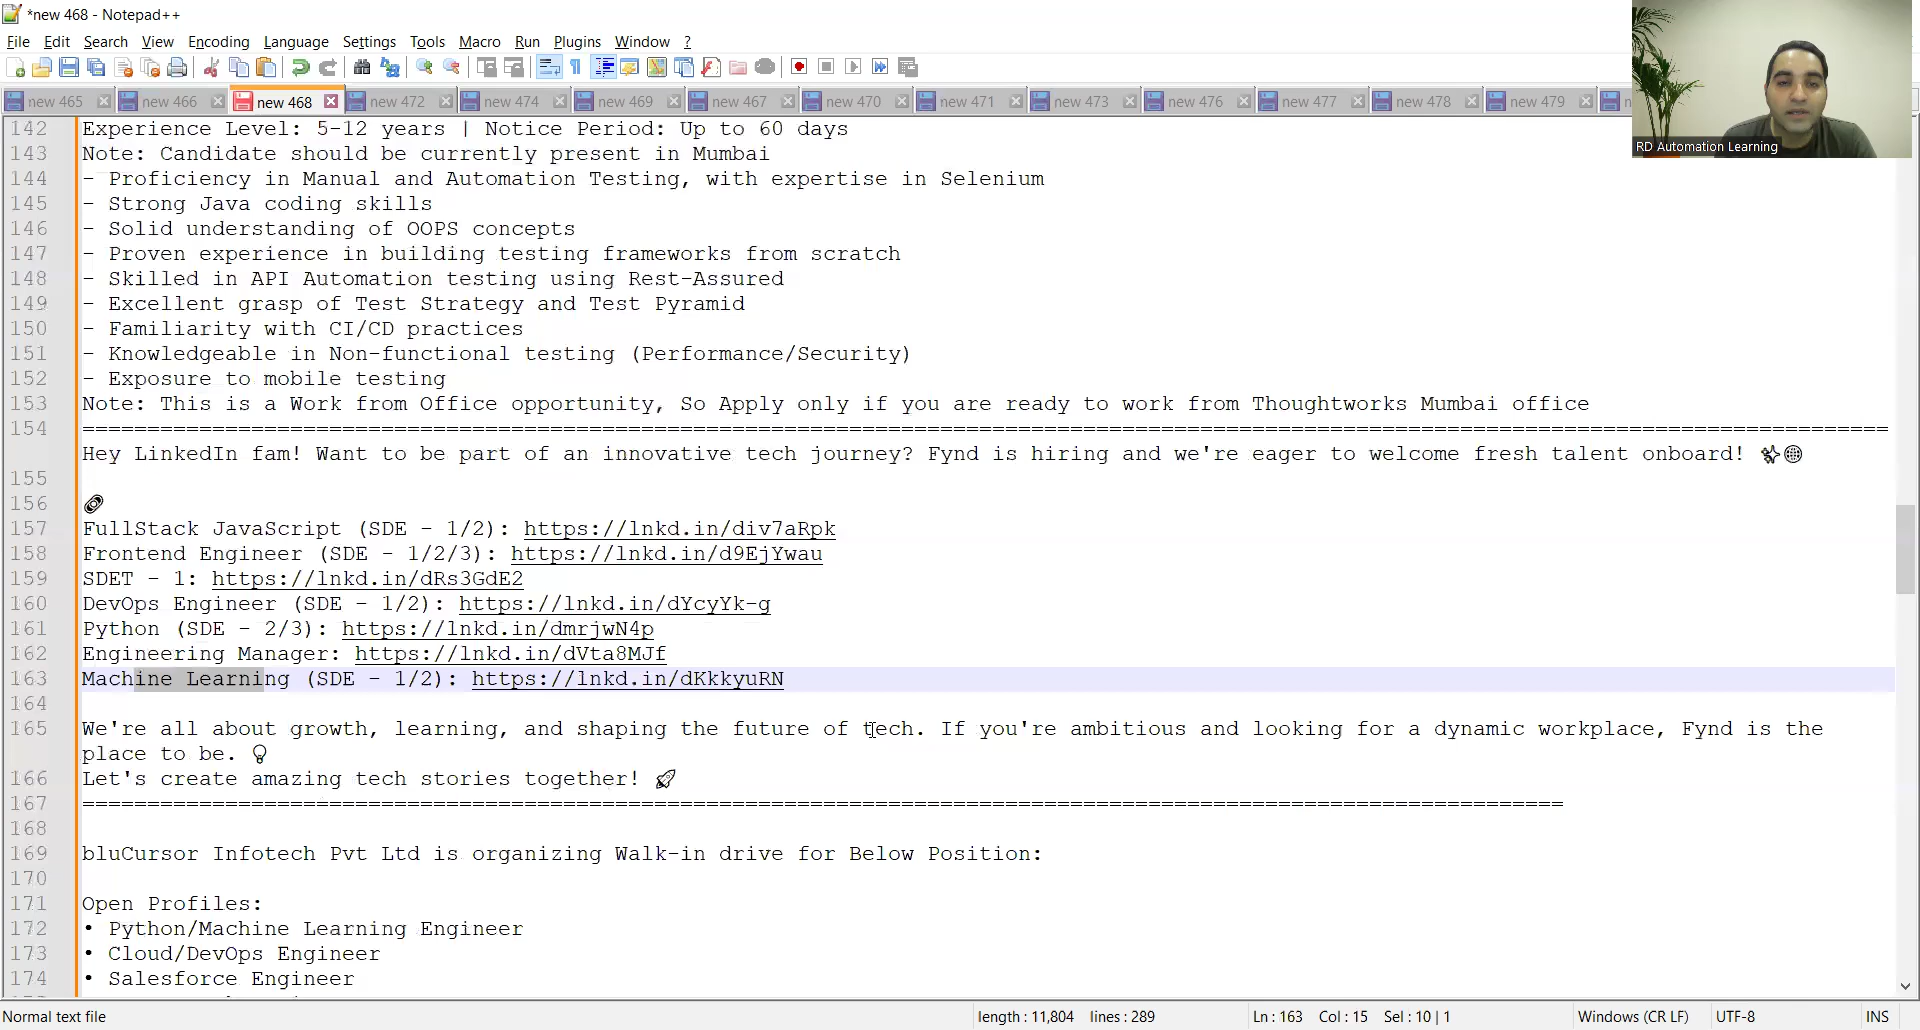 *new 468 - Notepad++
File Edit Search View Encoding Language Settings Tools Macro Run Plugins Window ?
new 465 new 466 new 468 new 472 new 474 new 469 new 467 new 470 new 471 new 473 new 476 new 477 new 478 new 479
RD Automation Learning
142 Experience Level: 5-12 years | Notice Period: Up to 60 days
143 Note: Candidate should be currently present in Mumbai
144 - Proficiency in Manual and Automation Testing, with expertise in Selenium
145 - Strong Java coding skills
146 - Solid understanding of OOPS concepts
147 - Proven experience in building testing frameworks from scratch
148 - Skilled in API Automation testing using Rest-Assured
149 - Excellent grasp of Test Strategy and Test Pyramid
150 - Familiarity with CI/CD practices
151 - Knowledgeable in Non-functional testing (Performance/Security)
152 - Exposure to mobile testing
153 Note: This is a Work from Office opportunity, So Apply only if you are ready to work from Thoughtworks Mumbai office
154 ===========================================================================================================================================
Hey LinkedIn fam! Want to be part of an innovative tech journey? Fynd is hiring and we're eager to welcome fresh talent onboard! ✨🌐
155
156 🔗
157 FullStack JavaScript (SDE - 1/2): https://lnkd.in/div7aRpk
158 Frontend Engineer (SDE - 1/2/3): https://lnkd.in/d9EjYwau
159 SDET - 1: https://lnkd.in/dRs3GdE2
160 DevOps Engineer (SDE - 1/2): https://lnkd.in/dYcyYk-g
161 Python (SDE - 2/3): https://lnkd.in/dmrjwN4p
162 Engineering Manager: https://lnkd.in/dVta8MJf
163 Machine Learning (SDE - 1/2): https://lnkd.in/dKkkyuRN
164
165 We're all about growth, learning, and shaping the future of tech. If you're ambitious and looking for a dynamic workplace, Fynd is the
place to be. 💡
166 Let's create amazing tech stories together! 🚀
167 ==================================================================================================================
168
169 bluCursor Infotech Pvt Ltd is organizing Walk-in drive for Below Position:
170
171 Open Profiles:
172 • Python/Machine Learning Engineer
173 • Cloud/DevOps Engineer
174 • Salesforce Engineer
Normal text file length : 11,804 lines : 289 Ln : 163 Col : 15 Sel : 10 | 1 Windows (CR LF) UTF-8 INS